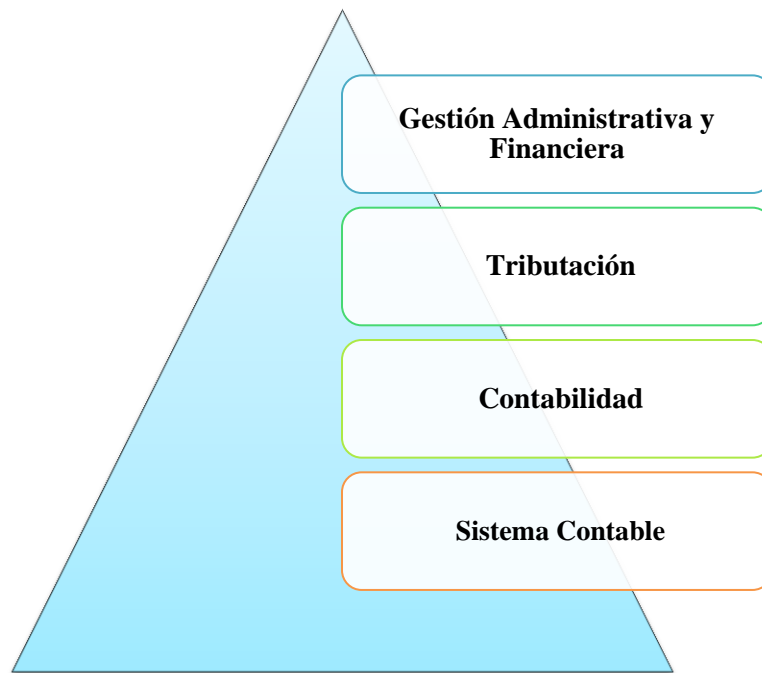 Gestión Administrativa y
Financiera
Tributación
Contabilidad
Sistema Contable